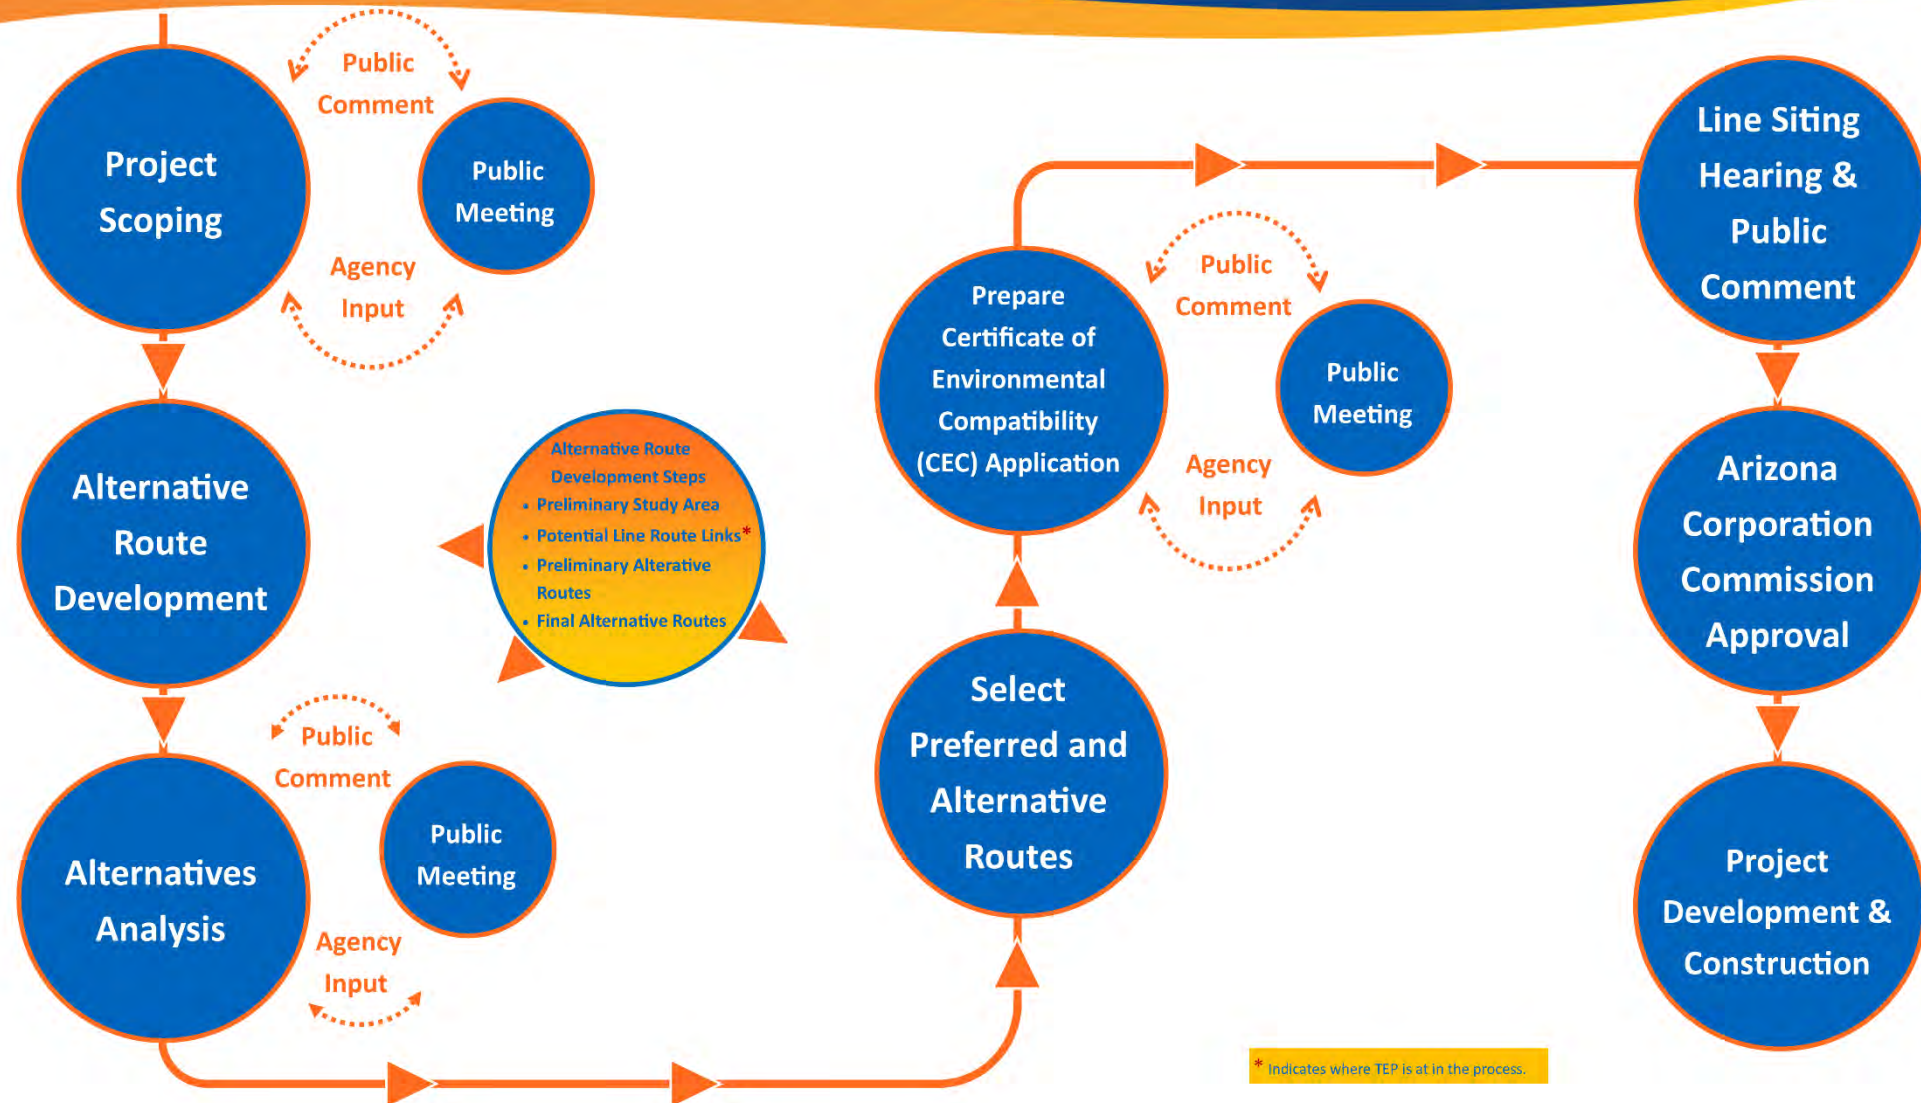 Project
Scoping
Public
Comment
Public
Meeting
Agency
Input
Alternative
Route
Development
Alternative Route
Development Steps
• Preliminary Study Area
• Potential Line Route Links*
• Preliminary Alterative
Routes
• Final Alternative Routes
Alternatives
Analysis
Public
Comment
Public
Meeting
Agency
Input
Select
Preferred and
Alternative
Routes
Prepare
Certificate of
Environmental
Compatibility
(CEC) Application
Public
Comment
Public
Meeting
Agency
Input
Line Siting
Hearing &
Public
Comment
Arizona
Corporation
Commission
Approval
Project
Development &
Construction
* Indicates where TEP is at in the process.